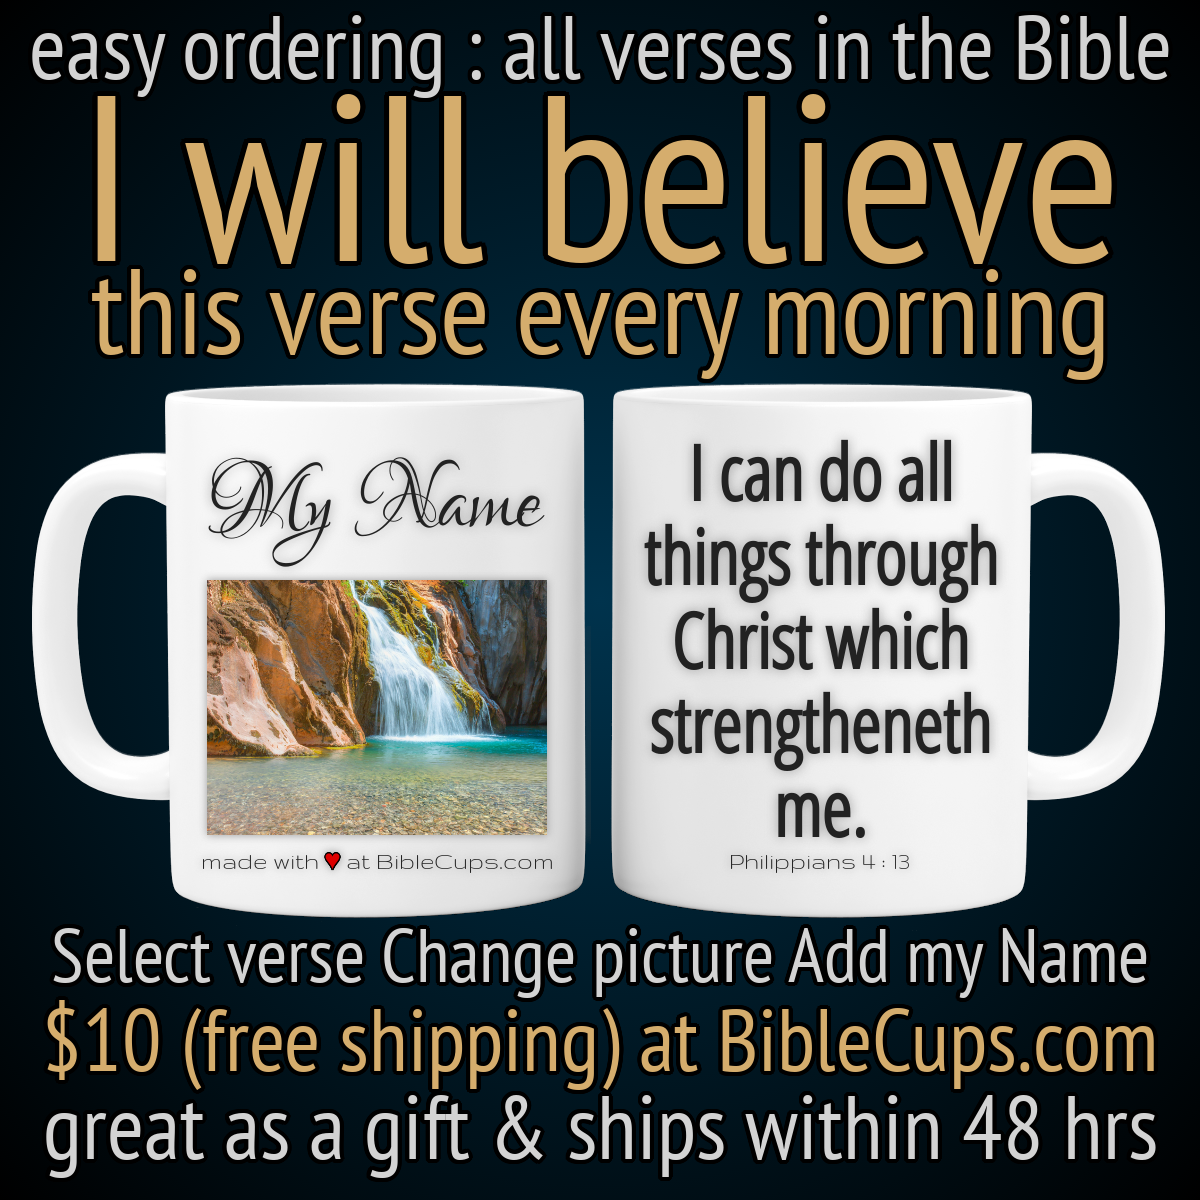 easy ordering : all verses in the Bible
I will believe
this verse every morning
My Name
made with ♥ at BibleCups.com
I can do all
things through
Christ which
strengtheneth
me.
Philippians 4 : 13
Select verse Change picture Add my Name
$10 (free shipping) at BibleCups.com
great as a gift & ships within 48 hrs